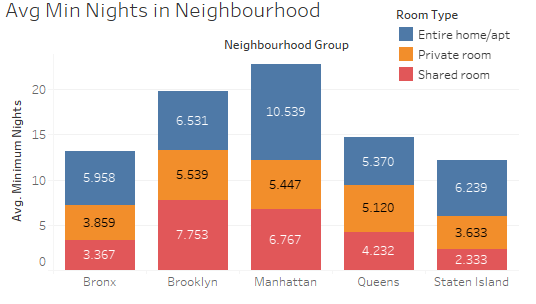 Avg Min Nights in Neighbourhood
Room Type
Entire home/apt
Private room
Shared room
Neighbourhood Group
Avg. Minimum Nights
20
15
10
5
0
5.958
3.859
3.367
6.531
5.539
7.753
10.539
5.447
6.767
5.370
5.120
4.232
6.239
3.633
2.333
Bronx
Brooklyn
Manhattan
Queens
Staten Island